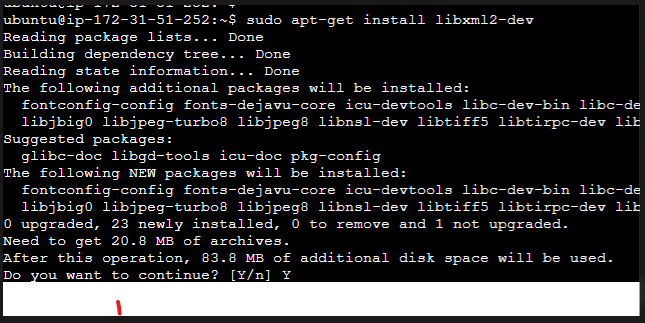 ubuntu@ip-172-31-51-252:~$
ubuntu@ip-172-31-51-252:~$ sudo apt-get install libxml2-dev
Reading package lists... Done
Building dependency tree... Done
Reading state information... Done
The following additional packages will be installed:
  fontconfig-config fonts-dejavu-core icu-devtools libc-dev-bin libc-de
  libjbig0 libjpeg-turbo8 libjpeg8 libnsl-dev libtiff5 libtirpc-dev lib
Suggested packages:
  glibc-doc libgd-tools icu-doc pkg-config
The following NEW packages will be installed:
  fontconfig-config fonts-dejavu-core icu-devtools libc-dev-bin libc-de
  libjbig0 libjpeg-turbo8 libjpeg8 libnsl-dev libtiff5 libtirpc-dev lib
0 upgraded, 23 newly installed, 0 to remove and 1 not upgraded.
Need to get 20.8 MB of archives.
After this operation, 83.8 MB of additional disk space will be used.
Do you want to continue? [Y/n] Y